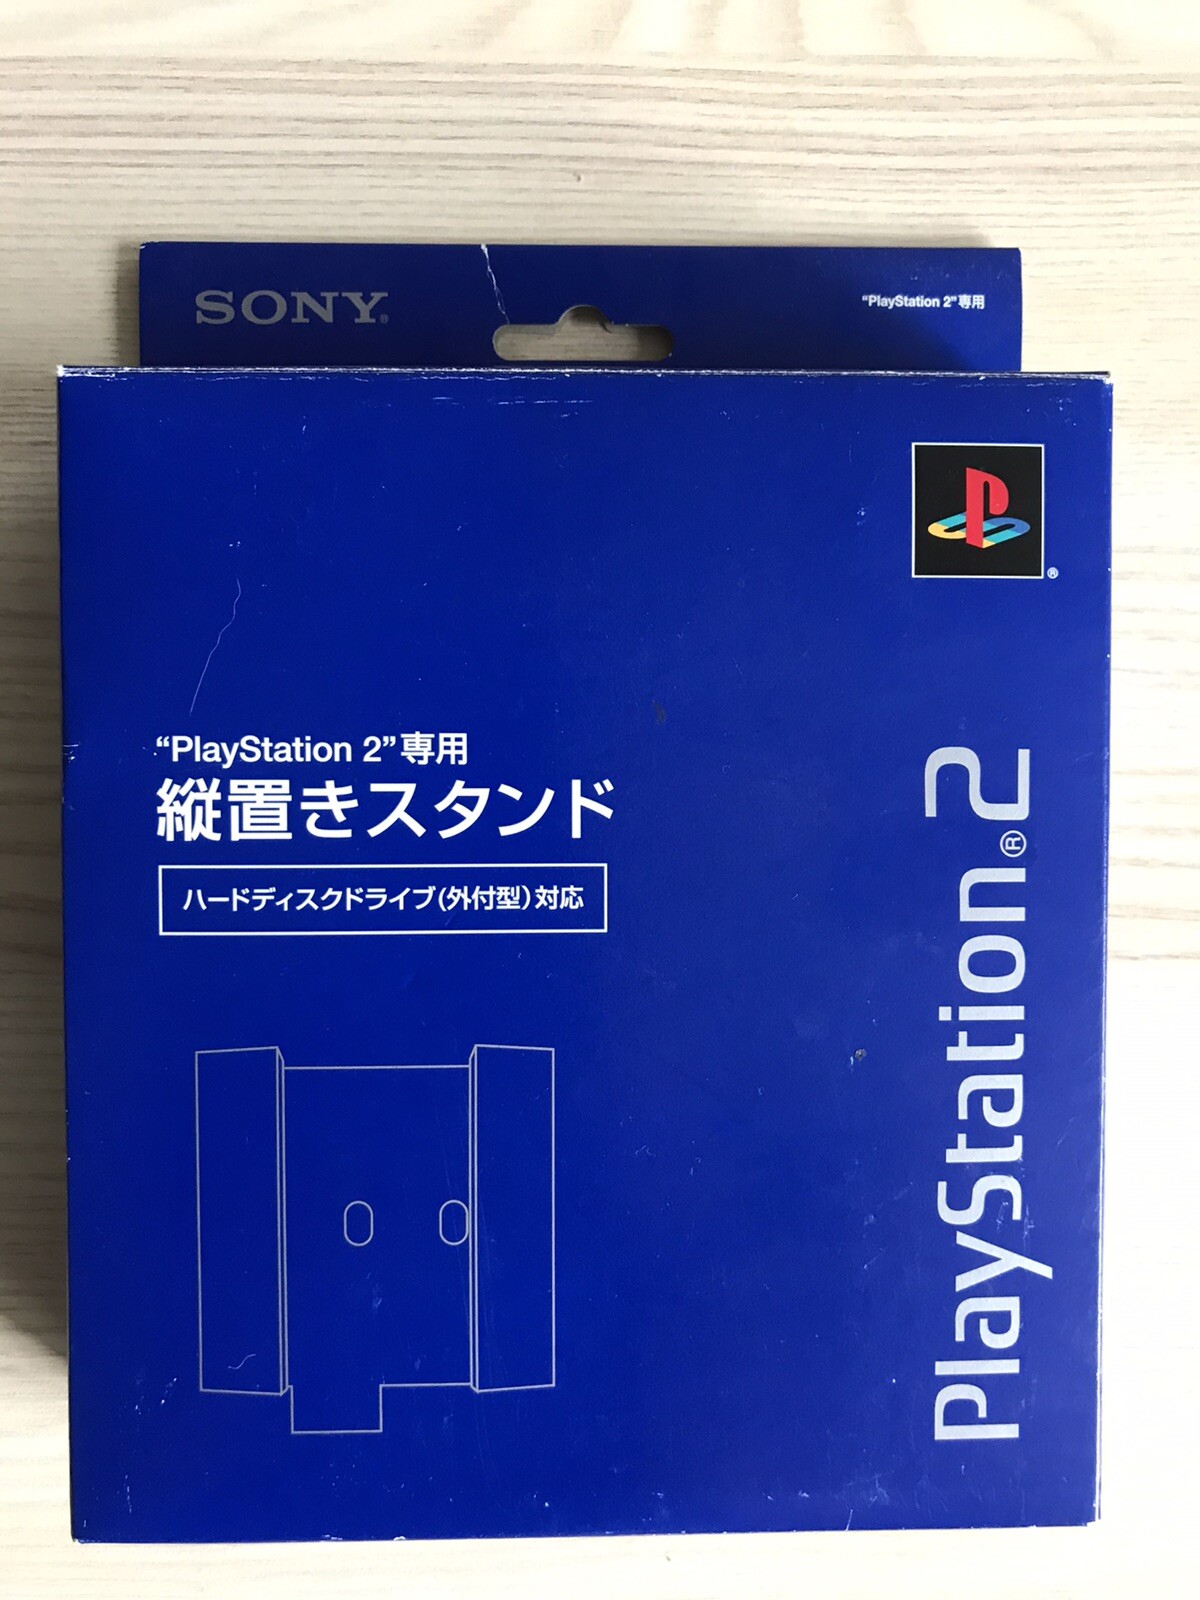 SONY®
“PlayStation 2”専用
“PlayStation 2”専用
縦置きスタンド
ハードディスクドライブ(外付型)対応
PlayStation®2
®